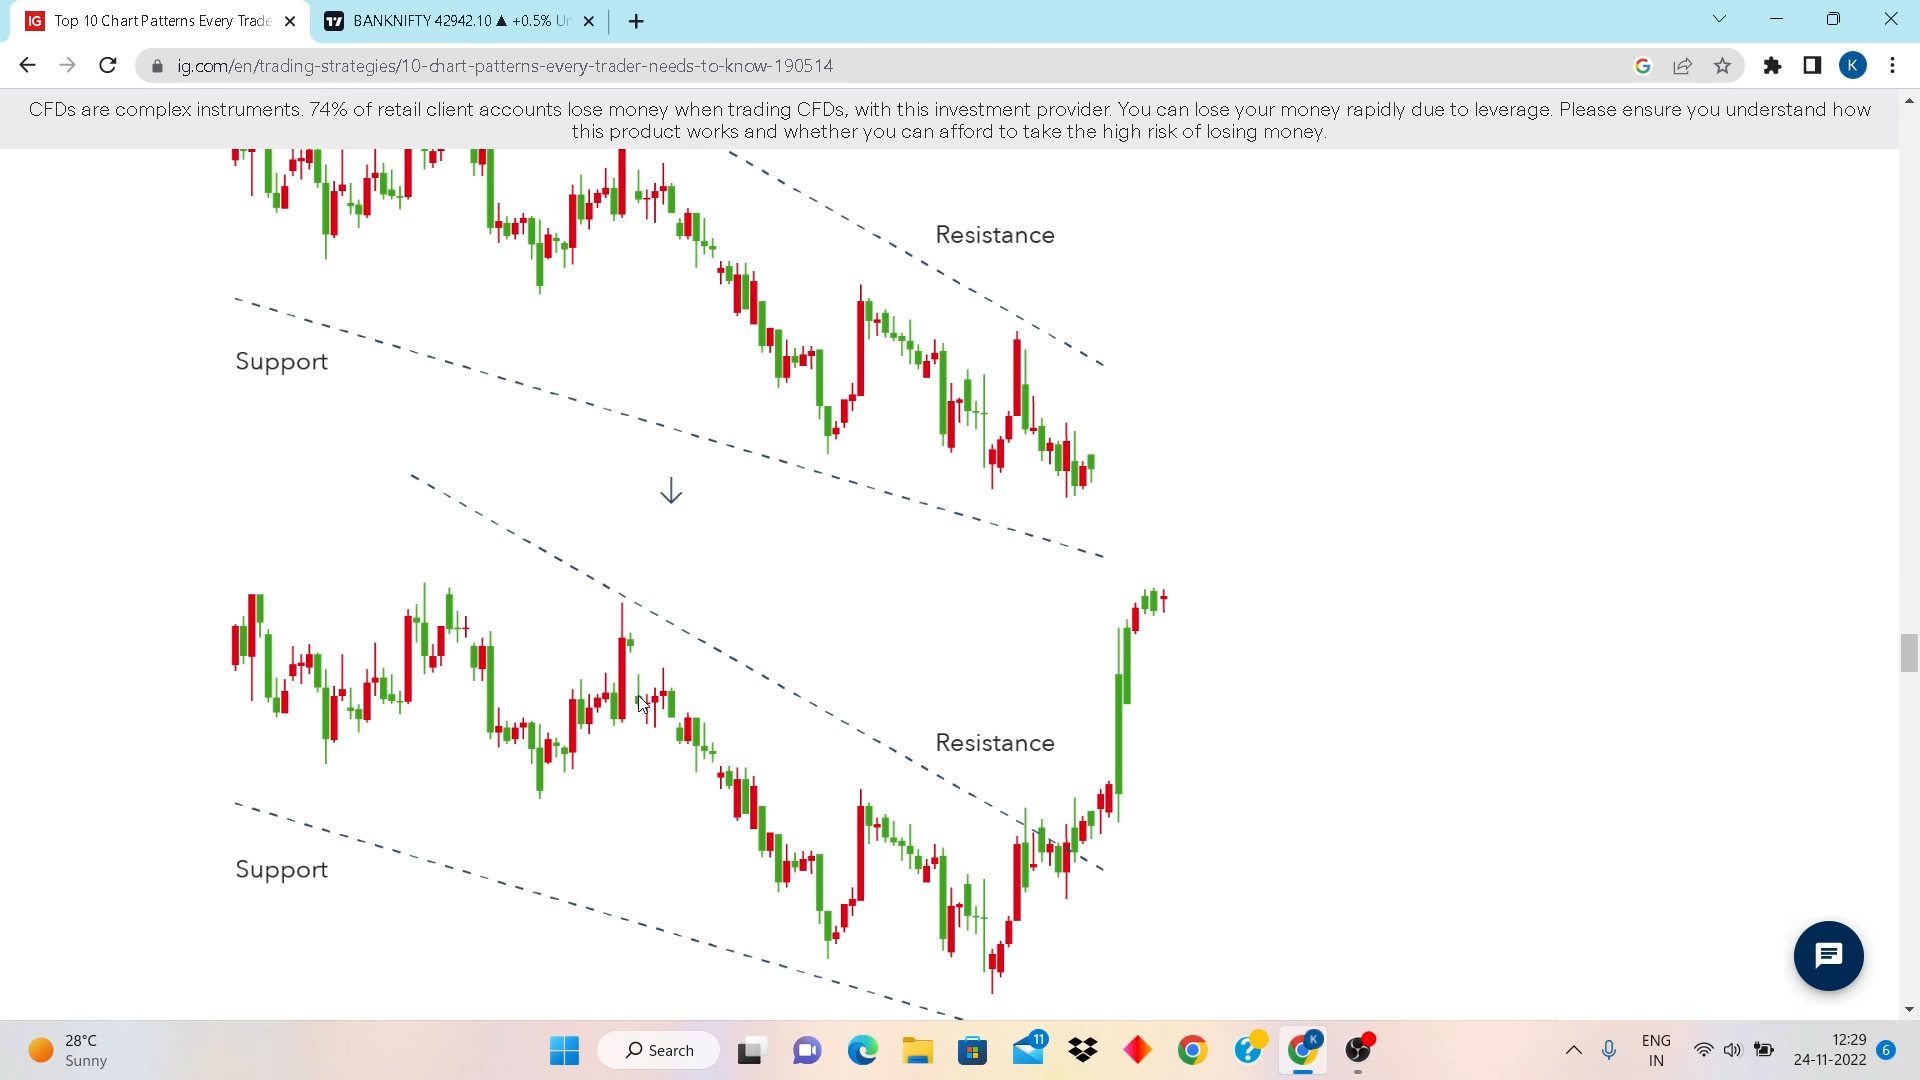 Top 10 Chart Patterns Every Trade
BANKNIFTY 42942.10 ▲ +0.5% Un
ig.com/en/trading-strategies/10-chart-patterns-every-trader-needs-to-know-190514
K
CFDs are complex instruments. 74% of retail client accounts lose money when trading CFDs, with this investment provider. You can lose your money rapidly due to leverage. Please ensure you understand how
this product works and whether you can afford to take the high risk of losing money.
Resistance
Support
Resistance
Support
28°C
Sunny
Search
11
K
ENG
IN
12:29
24-11-2022
6